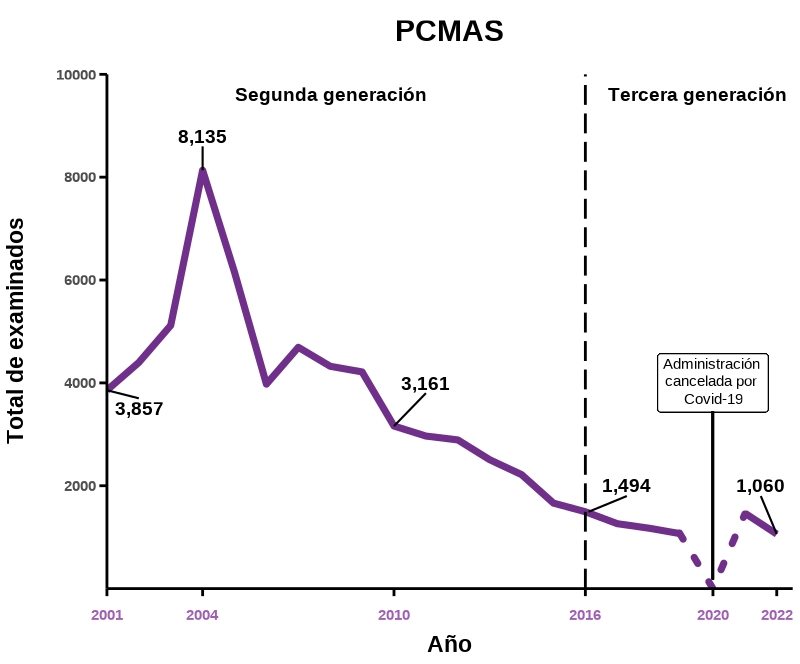 PCMAS
10000
Segunda generación
Tercera generación
8,135
8000
6000
Total de examinados
Administración
cancelada por
Covid-19
4000
3,161
3,857
2000
1,494
1,060
2001
2004
2010
2016
2020
2022
Año